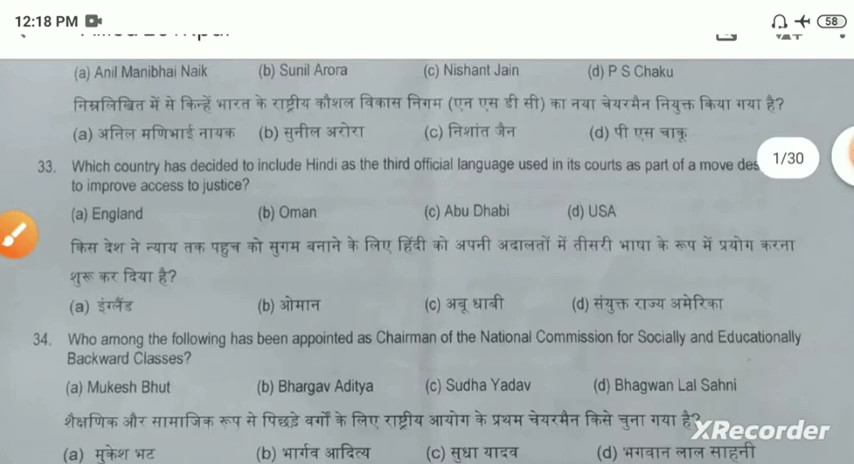 12:18 PM
58
(a) Anil Manibhai Naik (b) Sunil Arora (c) Nishant Jain (d) P S Chaku
निम्नलिखित में से किन्हें भारत के राष्ट्रीय कौशल विकास निगम (एन एस डी सी) का नया चेयरमैन नियुक्त किया गया है?
(a) अनिल मणिभाई नायक (b) सुनील अरोरा (c) निशांत जैन (d) पी एस चाकू
1/30
33. Which country has decided to include Hindi as the third official language used in its courts as part of a move des
to improve access to justice?
(a) England (b) Oman (c) Abu Dhabi (d) USA
किस देश ने न्याय तक पहुच को सुगम बनाने के लिए हिंदी को अपनी अदालतों में तीसरी भाषा के रूप में प्रयोग करना
शुरू कर दिया है?
(a) इंग्लैंड (b) ओमान (c) अबू धाबी (d) संयुक्त राज्य अमेरिका
34. Who among the following has been appointed as Chairman of the National Commission for Socially and Educationally
Backward Classes?
(a) Mukesh Bhut (b) Bhargav Aditya (c) Sudha Yadav (d) Bhagwan Lal Sahni
शैक्षणिक और सामाजिक रूप से पिछड़े वर्गों के लिए राष्ट्रीय आयोग के प्रथम चेयरमैन किसे चुना गया है?
XRecorder
(a) मुकेश भट (b) भार्गव आदित्य (c) सुधा यादव (d) भगवान लाल साहनी